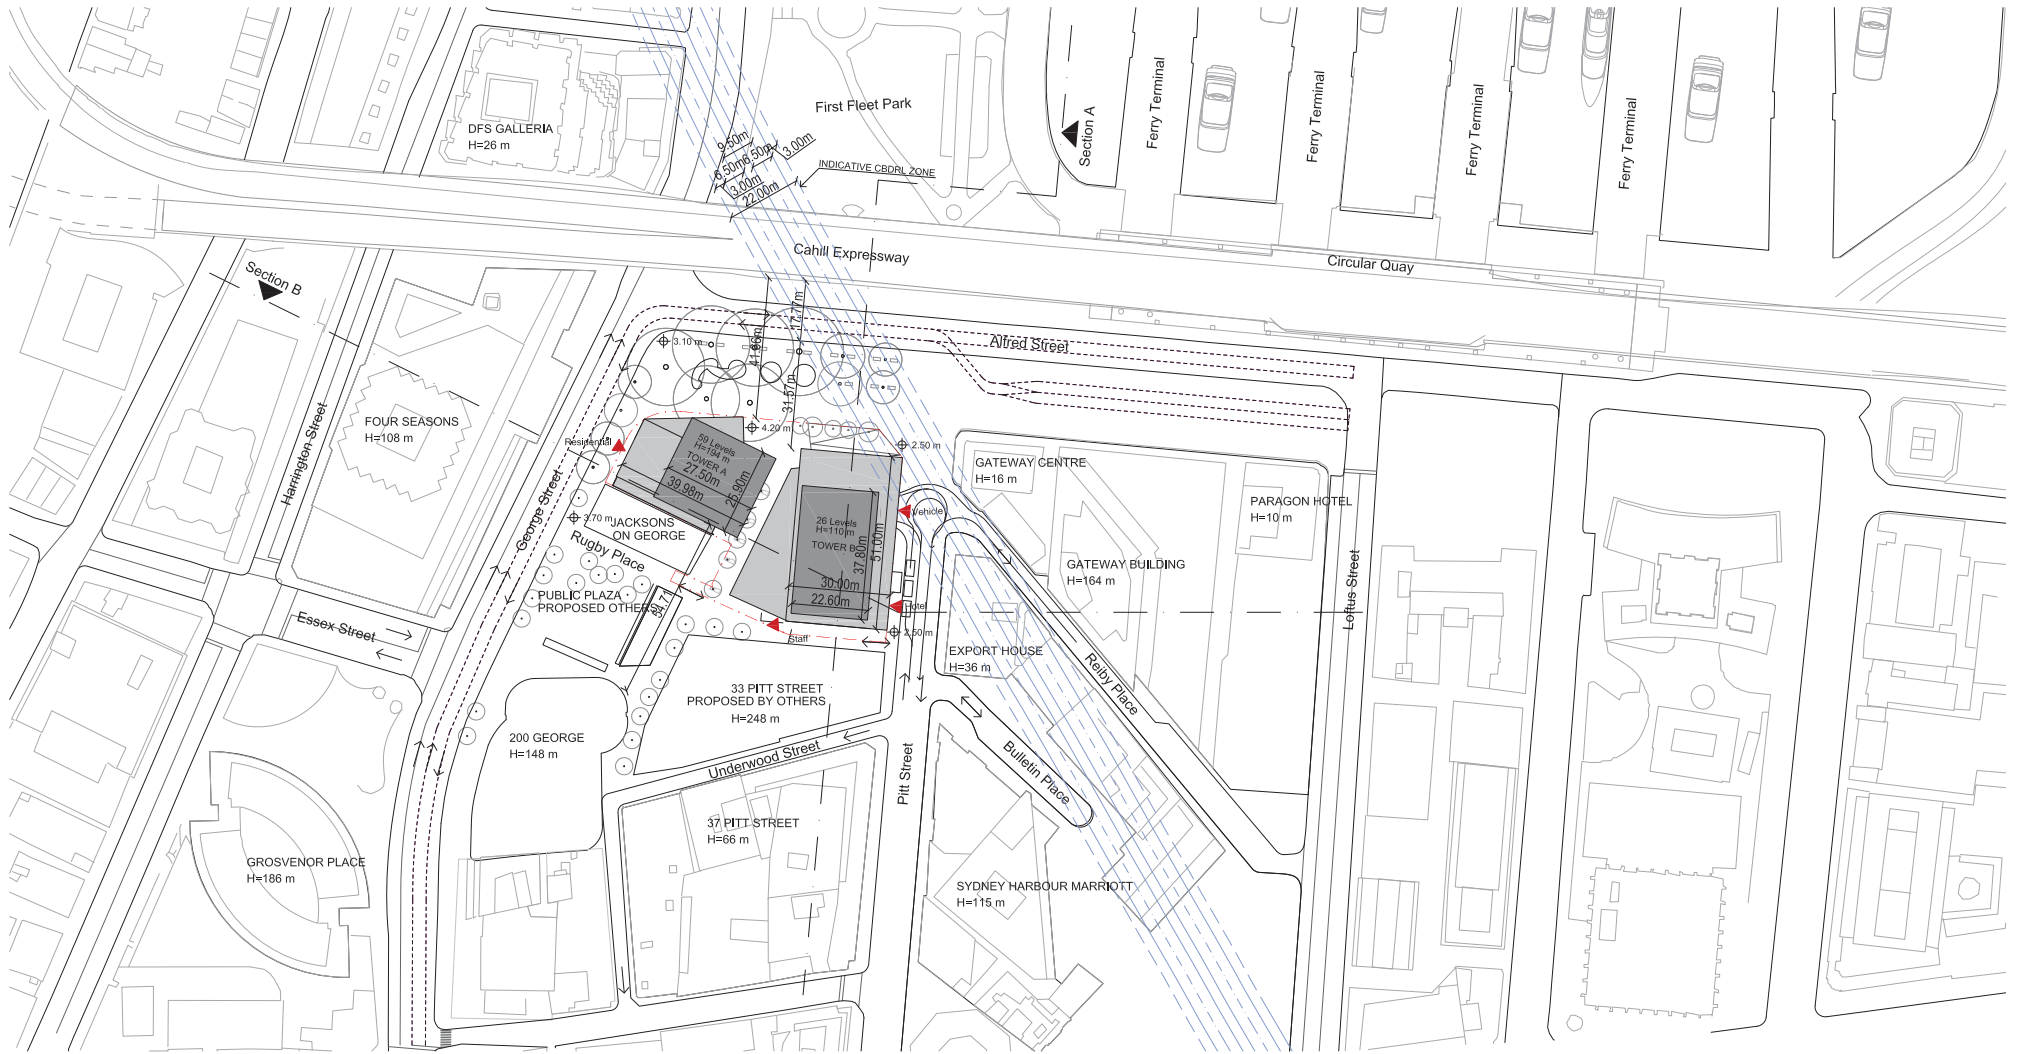 First Fleet Park
DFS GALLERIA
H=26 m
9.50m
6.50m
6.50m
3.00m
3.00m
22.00m
INDICATIVE CBDRL ZONE
Section A
Ferry Terminal
Ferry Terminal
Ferry Terminal
Ferry Terminal
Cahill Expressway
Circular Quay
Section B
Alfred Street
17.77m
31.57m
3.10 m
FOUR SEASONS
H=108 m
Harrington Street
George Street
Residential
4.20 m
2.50 m
59 Levels
H=194 m
TOWER A
27.50m
39.98m
25.90m
GATEWAY CENTRE
H=16 m
PARAGON HOTEL
H=10 m
3.70 m
JACKSONS
ON GEORGE
Rugby Place
26 Levels
H=110 m
TOWER B
37.80m
51.00m
30.00m
22.60m
Vehicle
Hotel
Staff
2.50 m
GATEWAY BUILDING
H=164 m
PUBLIC PLAZA
PROPOSED OTHERS
Essex Street
Loftus Street
EXPORT HOUSE
H=36 m
Reiby Place
33 PITT STREET
PROPOSED BY OTHERS
H=248 m
200 GEORGE
H=148 m
Underwood Street
Pitt Street
Bulletin Place
37 PITT STREET
H=66 m
GROSVENOR PLACE
H=186 m
SYDNEY HARBOUR MARRIOTT
H=115 m